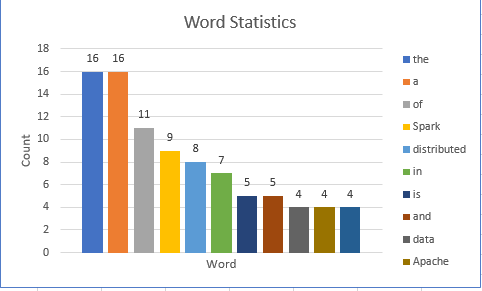 Word Statistics
18
16
14
12
10
8
6
4
2
0
Count
16 16 11 9 8 7 5 5 4 4 4
Word
the
a
of
Spark
distributed
in
is
and
data
Apache